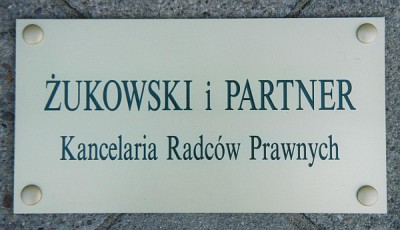 ŻUKOWSKI i PARTNER
Kancelaria Radców Prawnych